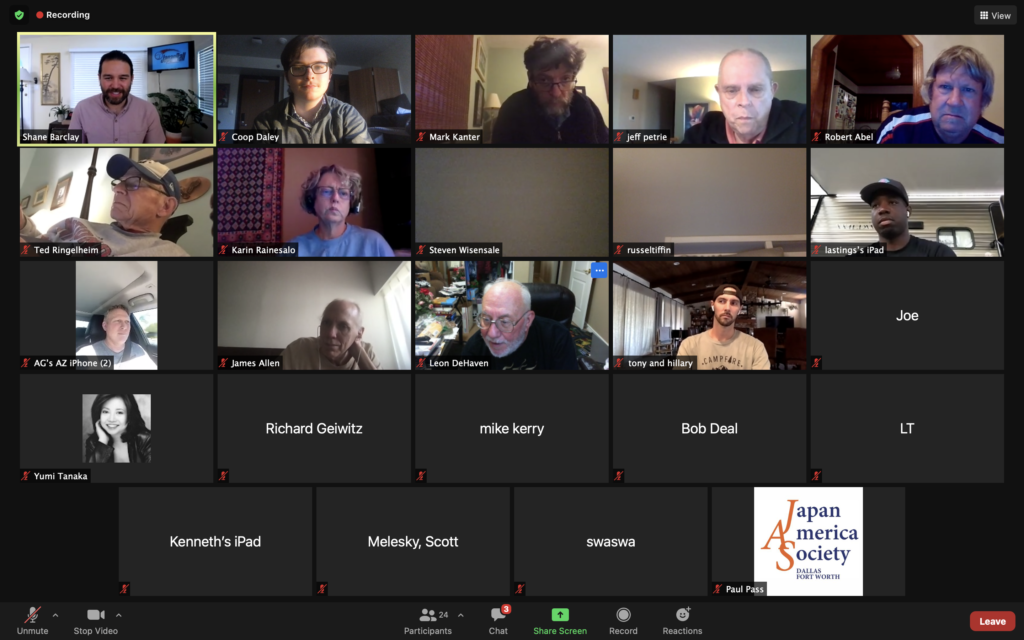 Recording
View
Shane Barclay
Coop Daley
Mark Kanter
jeff petrie
Robert Abel
Ted Ringelheim
Karin Rainesalo
Steven Wisensale
russeltiffin
lastings's iPad
AG's AZ iPhone (2)
James Allen
Leon DeHaven
tony and hillary
CAMPFIRE
Joe
Yumi Tanaka
Richard Geiwitz
mike kerry
Bob Deal
LT
Kenneth’s iPad
Melesky, Scott
swaswa
Japan
America
Society
DALLAS
FORT WORTH
Paul Pass
Unmute
Stop Video
24
Participants
3
Chat
Share Screen
Record
Reactions
Leave